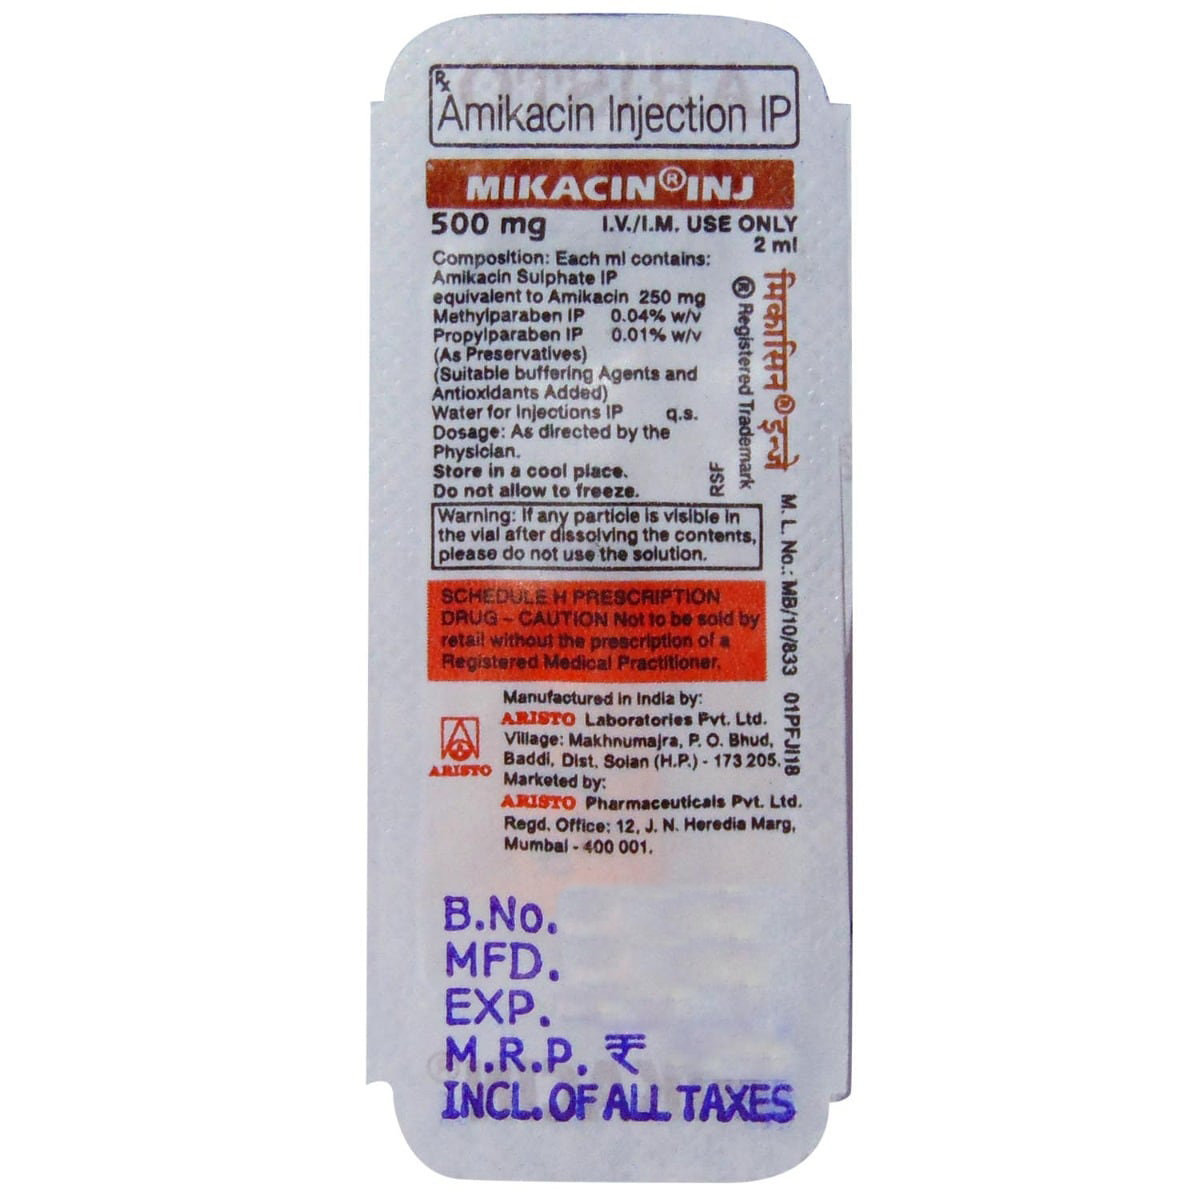 Rx
Amikacin Injection IP
MIKACIN® INJ
500 mg I.V./I.M. USE ONLY
2 ml
Composition: Each ml contains:
Amikacin Sulphate IP
equivalent to Amikacin 250 mg
Methylparaben IP 0.04% w/v
Propylparaben IP 0.01% w/v
(As Preservatives)
(Suitable buffering Agents and
Antioxidants Added)
Water for Injections IP q.s.
Dosage: As directed by the
Physician.
Store in a cool place.
Do not allow to freeze.
RSF
® Registered Trademark
मिकासिन® इन्जे
Warning: If any particle is visible in
the vial after dissolving the contents,
please do not use the solution.
SCHEDULE H PRESCRIPTION
DRUG – CAUTION Not to be sold by
retail without the prescription of a
Registered Medical Practitioner.
M. L. No.: MB/10/833 01PFJI18
Manufactured in India by:
ARISTO Laboratories Pvt. Ltd.
Village: Makhnumajra, P. O. Bhud,
Baddi, Dist. Solan (H.P.) - 173 205.
ARISTO
Marketed by:
ARISTO Pharmaceuticals Pvt. Ltd.
Regd. Office: 12, J. N. Heredia Marg,
Mumbai - 400 001.
B.No.
MFD.
EXP.
M.R.P. ₹
INCL. OF ALL TAXES